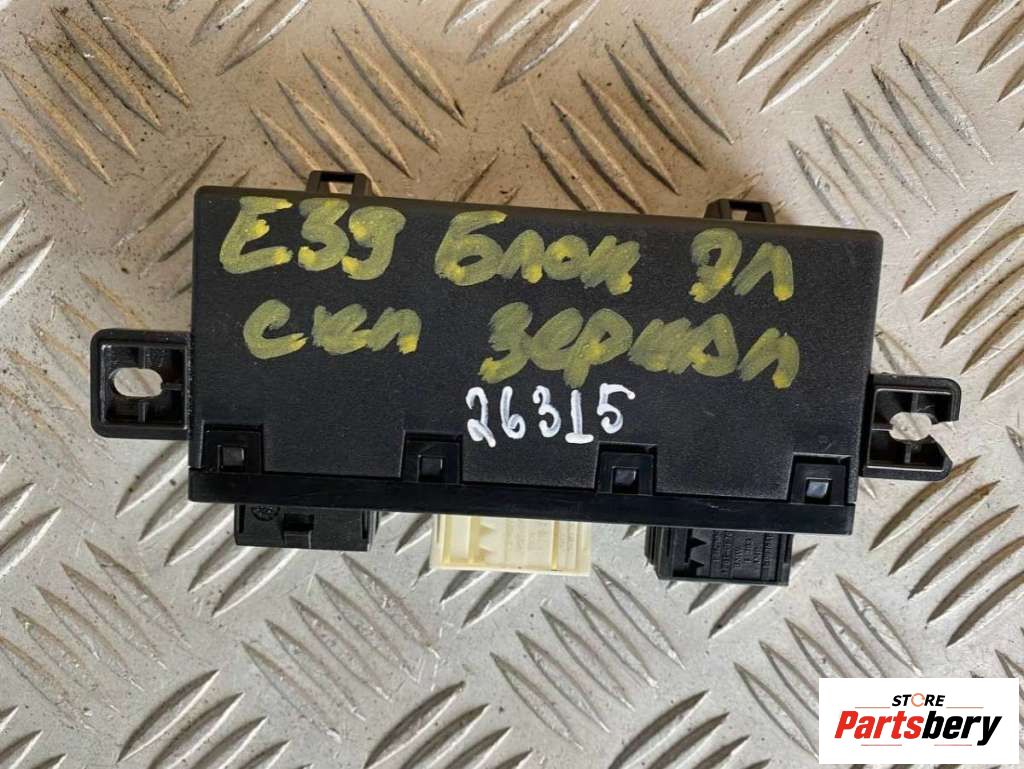 E39 Блок Эл
скл зеркал
26315
STORE
Partsbery